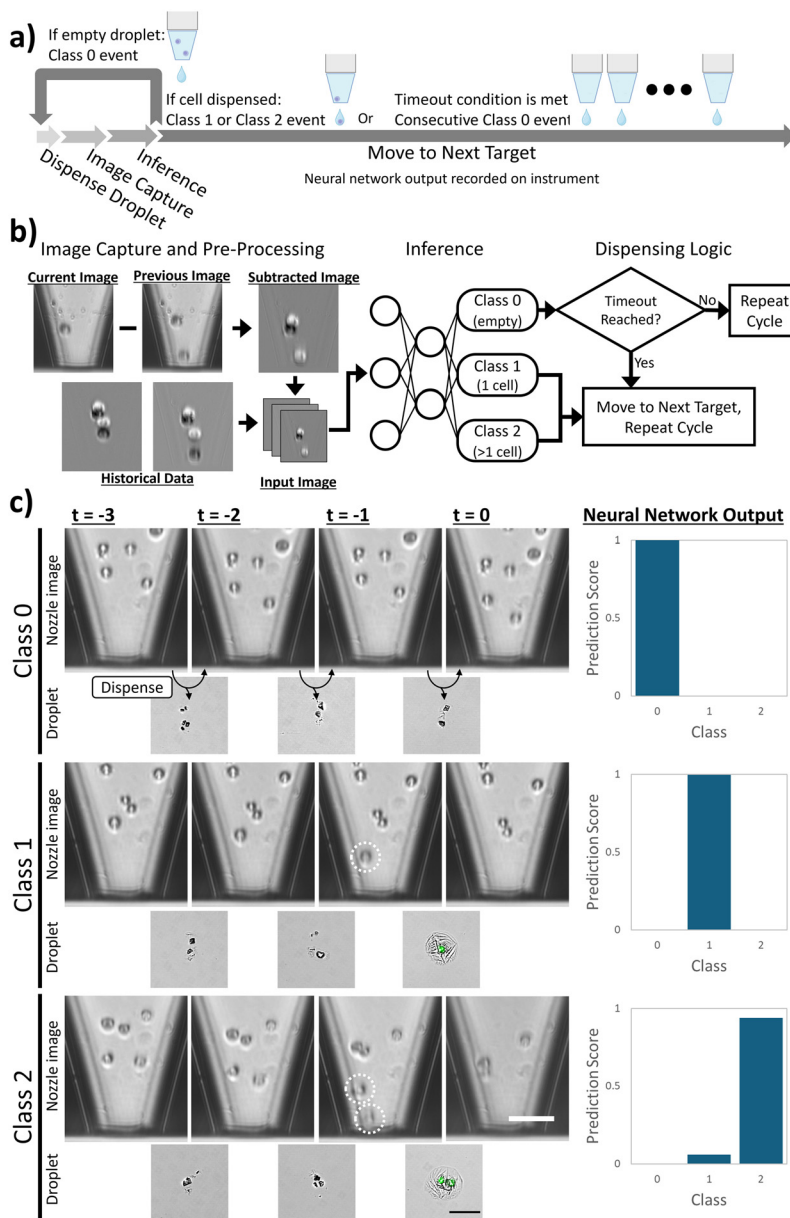 a)
If empty droplet:
Class 0 event
If cell dispensed:
Class 1 or Class 2 event
Or
Timeout condition is met
Consecutive Class 0 event
Dispense Droplet
Image Capture
Inference
Move to Next Target
Neural network output recorded on instrument
b)
Image Capture and Pre-Processing
Inference
Dispensing Logic
Current Image
Previous Image
Subtracted Image
Class 0
(empty)
Timeout
Reached?
No
Repeat
Cycle
Class 1
(1 cell)
Yes
Class 2
(>1 cell)
Move to Next Target,
Repeat Cycle
Historical Data
Input Image
c)
t = -3
t = -2
t = -1
t = 0
Neural Network Output
Class 0
Nozzle image
Dispense
Droplet
Prediction Score
1
0.5
0
0
1
2
Class
Class 1
Nozzle image
Droplet
Prediction Score
1
0.5
0
0
1
2
Class
Class 2
Nozzle image
Droplet
Prediction Score
1
0.5
0
0
1
2
Class